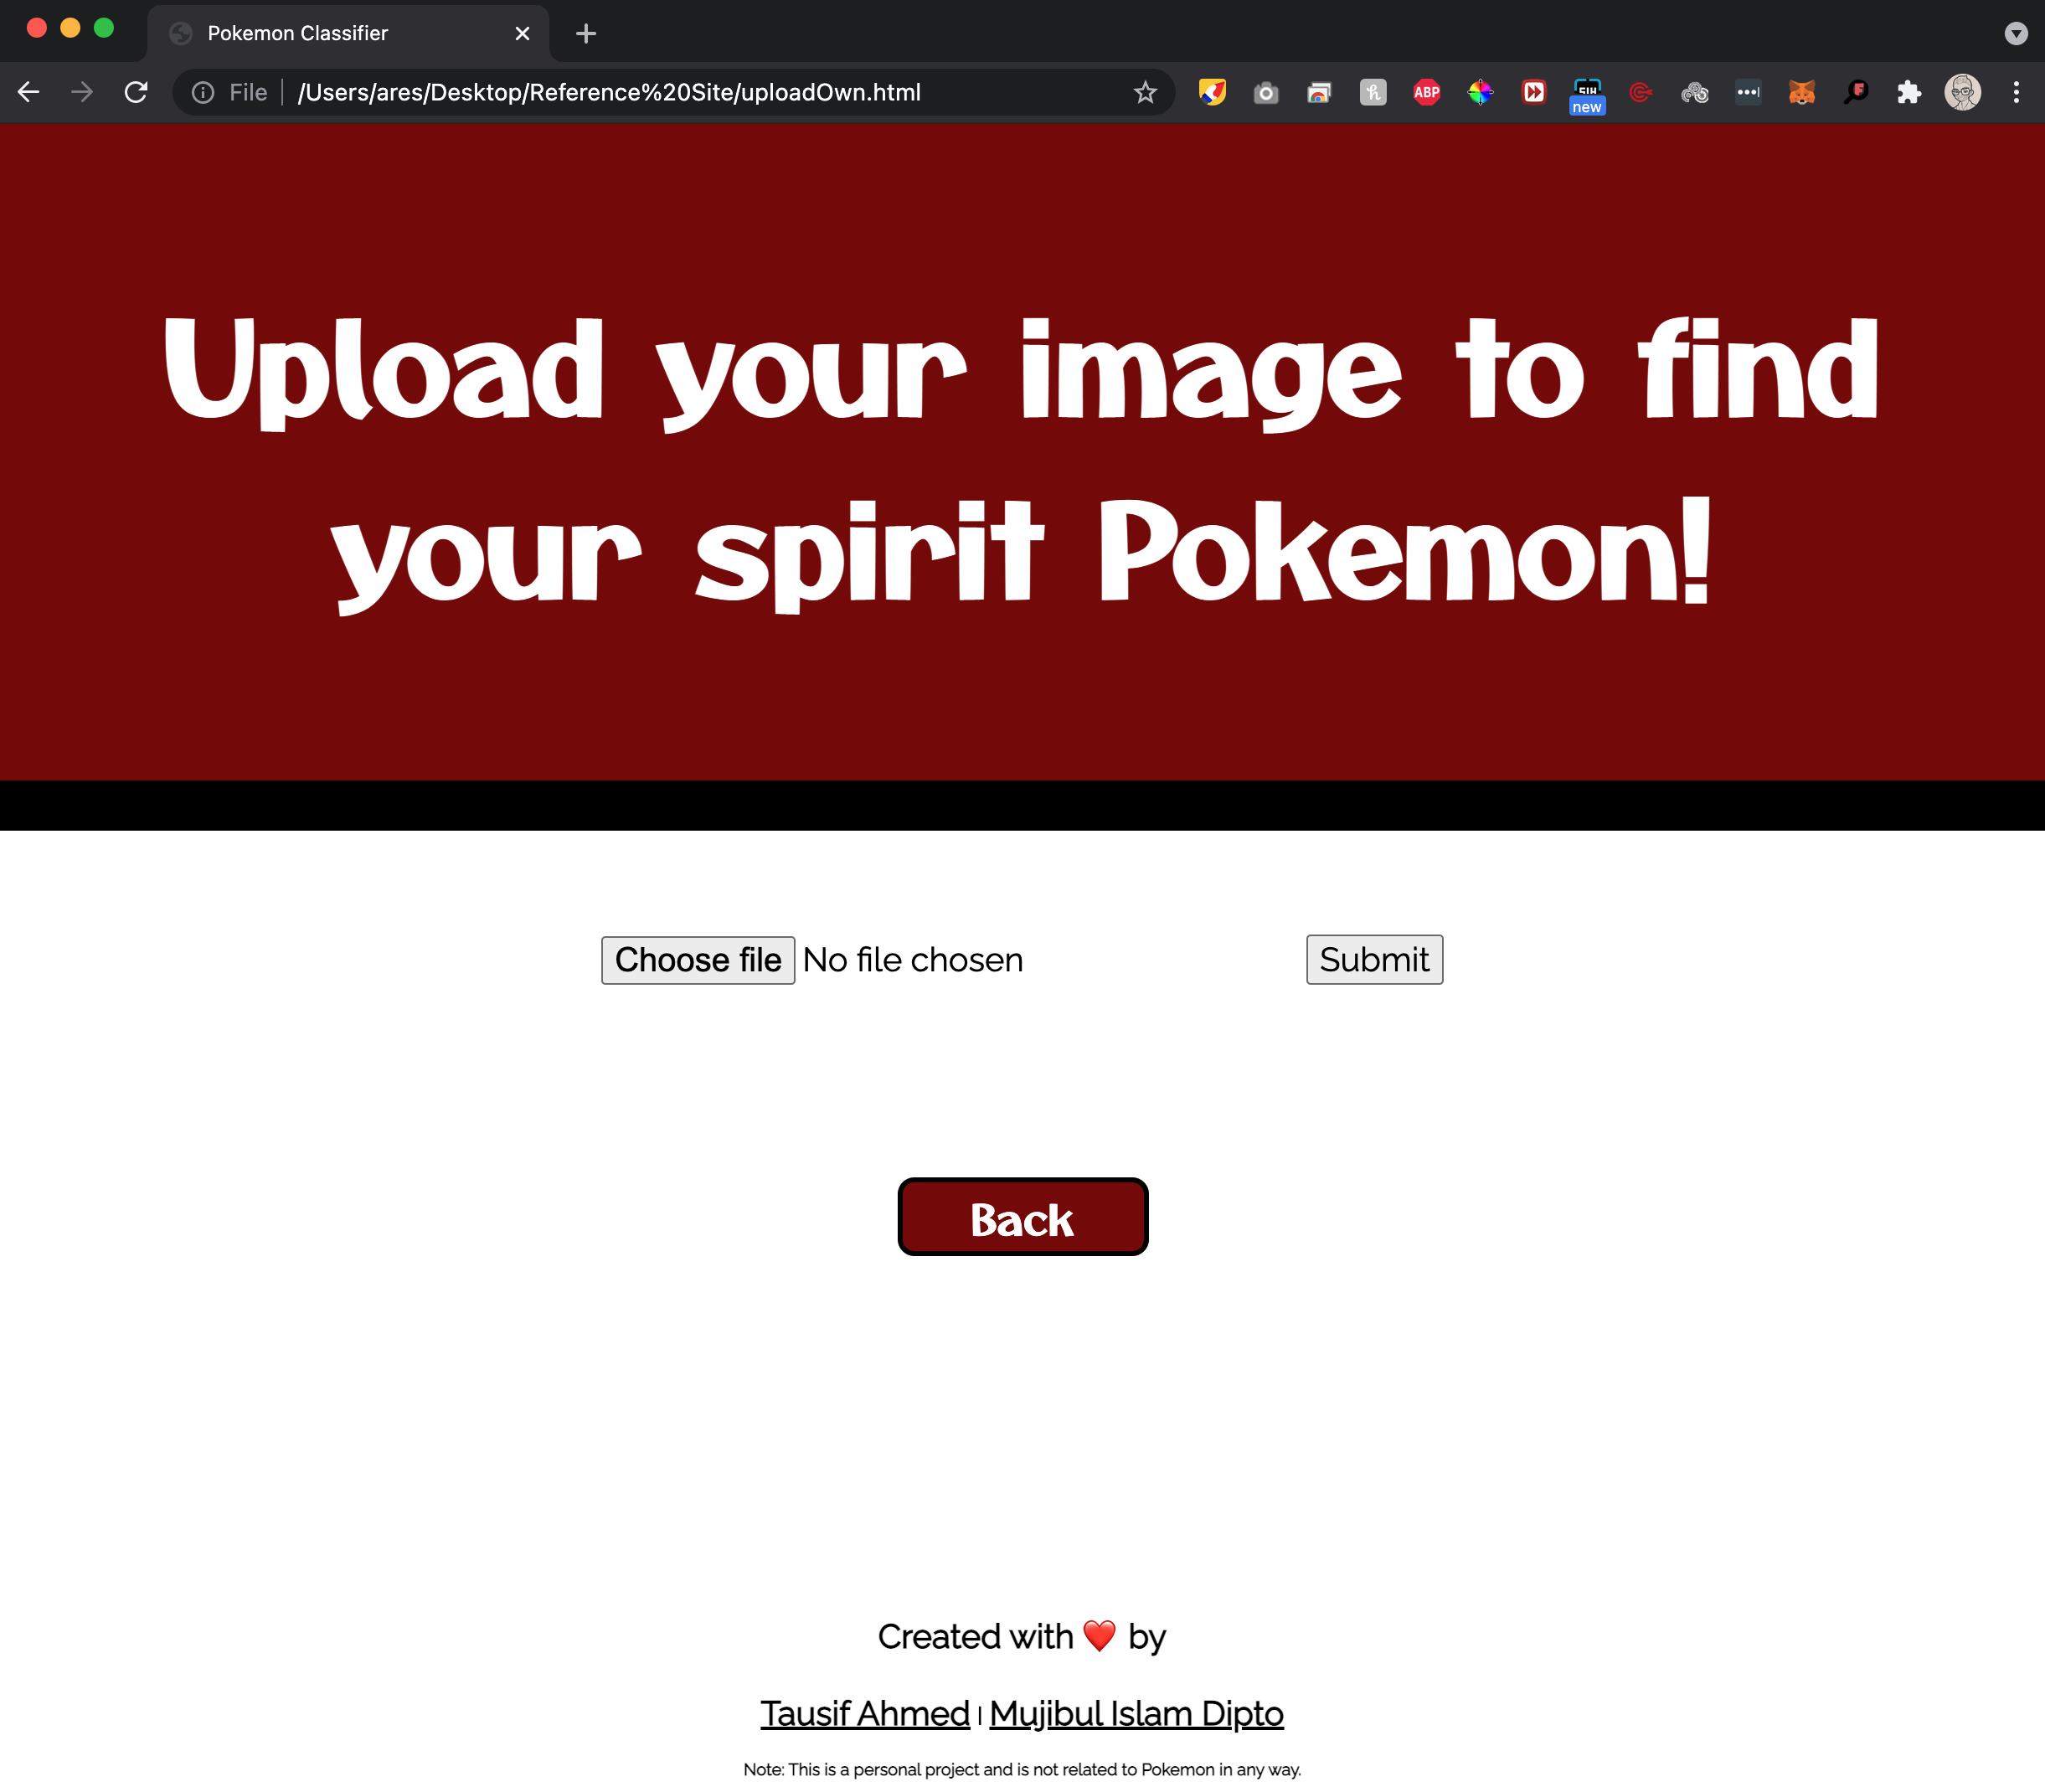 Pokemon Classifier
File
/Users/ares/Desktop/Reference%20Site/uploadOwn.html
ABP
new
Upload your image to find
your spirit Pokemon!
Choose file No file chosen
Submit
Back
Created with ❤️ by
Tausif Ahmed | Mujibul Islam Dipto
Note: This is a personal project and is not related to Pokemon in any way.